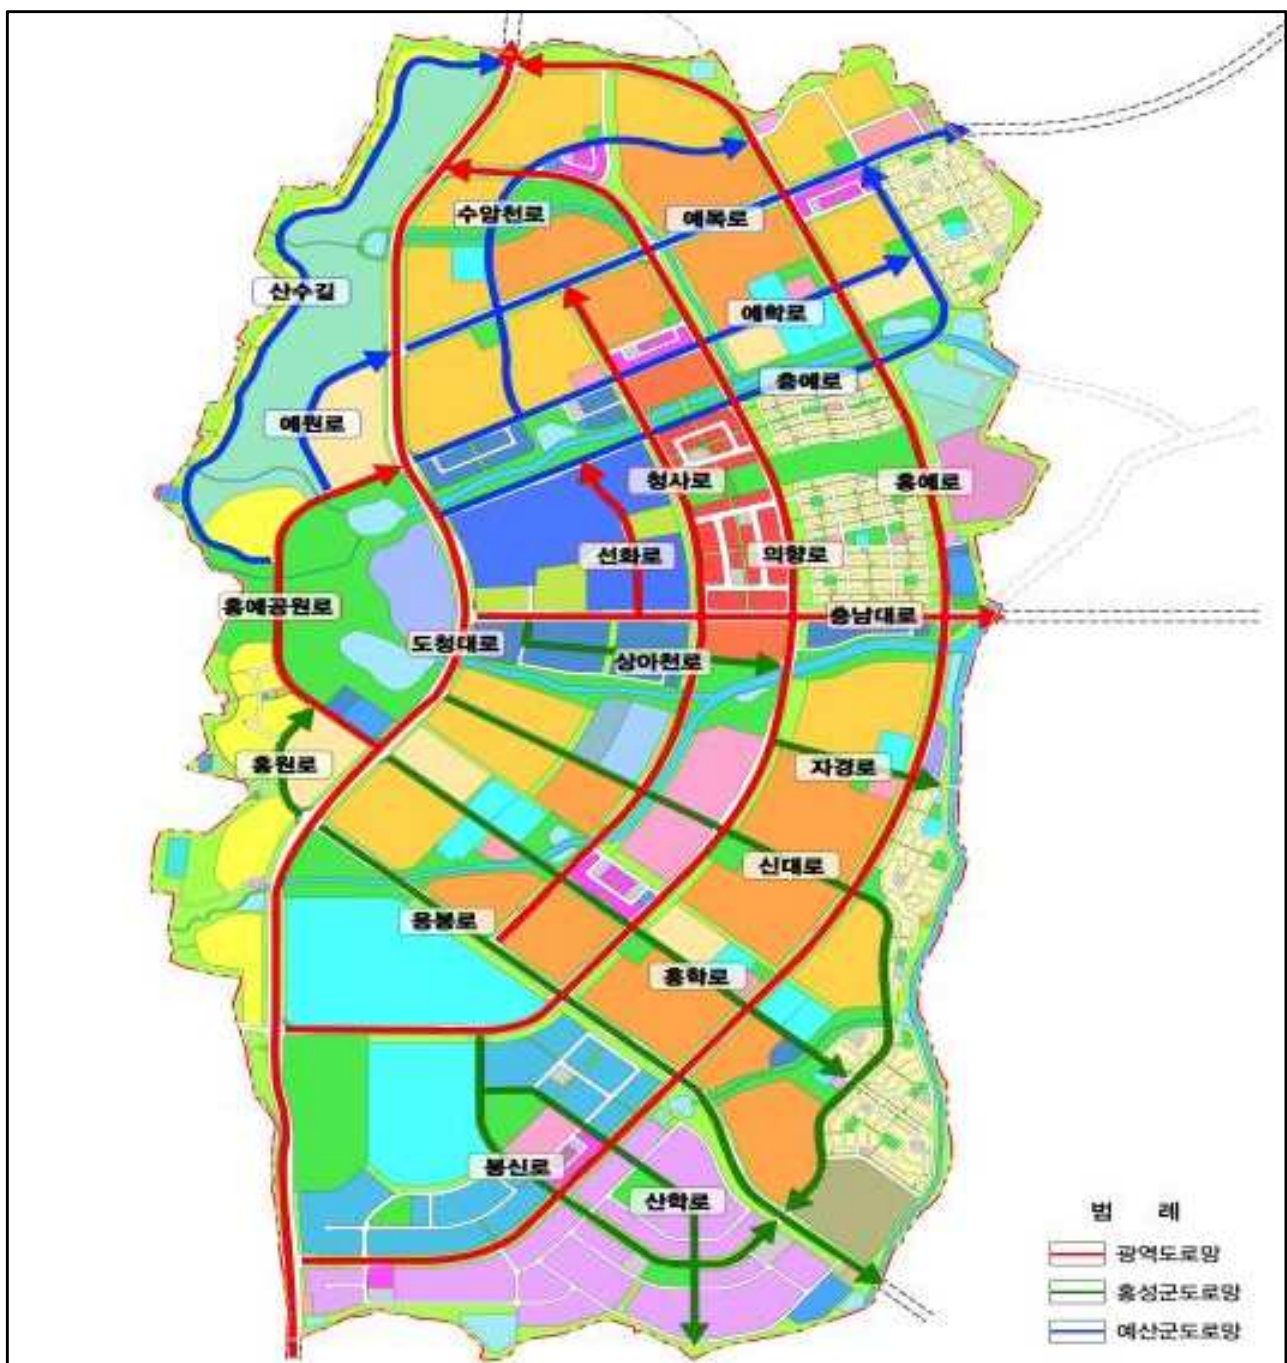 수암천로
예목로
산수길
예학로
충예로
예원로
청사로
홍예로
선화로
의향로
홍예공원로
충남대로
도청대로
상아천로
홍원로
자경로
신대로
용봉로
홍학로
봉신로
산학로
범 례
광역도로망
홍성군도로망
예산군도로망